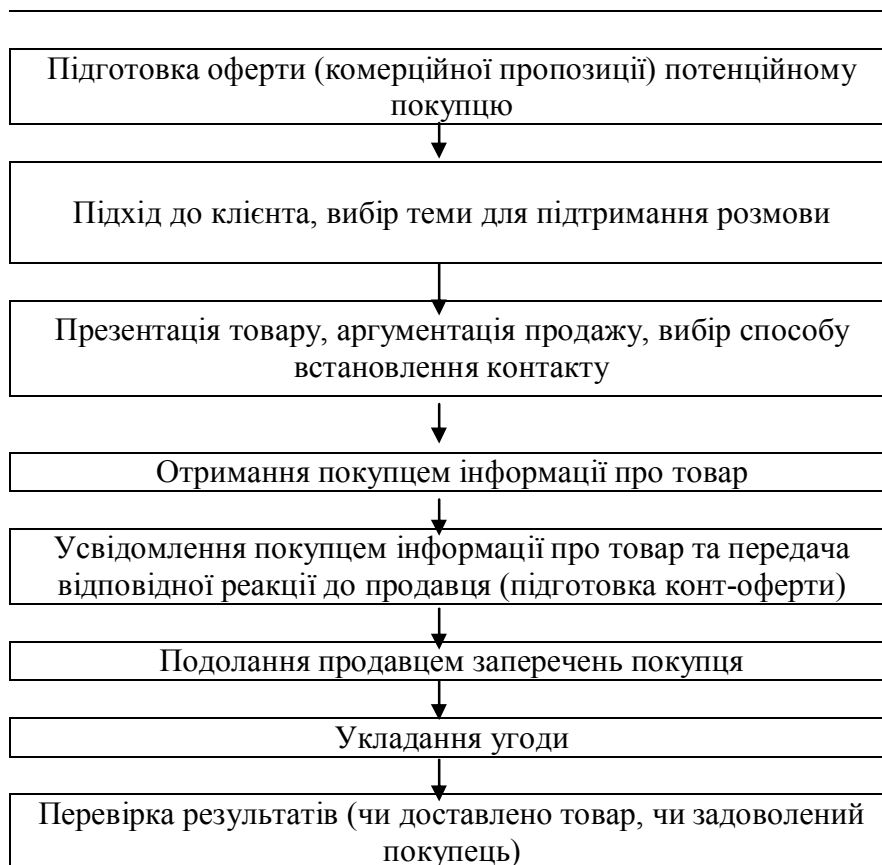 Підготовка оферти (комерційної пропозиції) потенційному
покупцю
Підхід до клієнта, вибір теми для підтримання розмови
Презентація товару, аргументація продажу, вибір способу
встановлення контакту
Отримання покупцем інформації про товар
Усвідомлення покупцем інформації про товар та передача
відповідної реакції до продавця (підготовка конт-оферти)
Подолання продавцем заперечень покупця
Укладання угоди
Перевірка результатів (чи доставлено товар, чи задоволений
покупець)